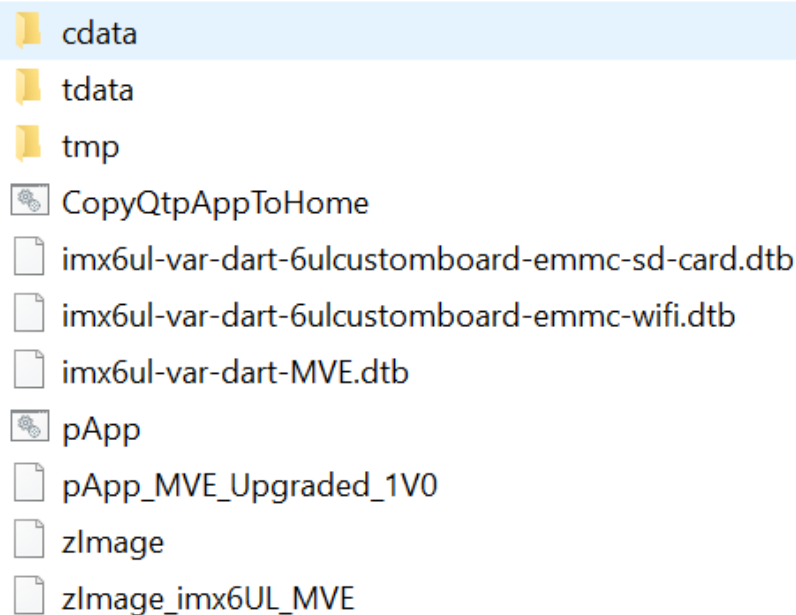 cdata
tdata
tmp
CopyQtpAppToHome
imx6ul-var-dart-6ulcustomboard-emmc-sd-card.dtb
imx6ul-var-dart-6ulcustomboard-emmc-wifi.dtb
imx6ul-var-dart-MVE.dtb
pApp
pApp_MVE_Upgraded_1V0
zImage
zImage_imx6UL_MVE